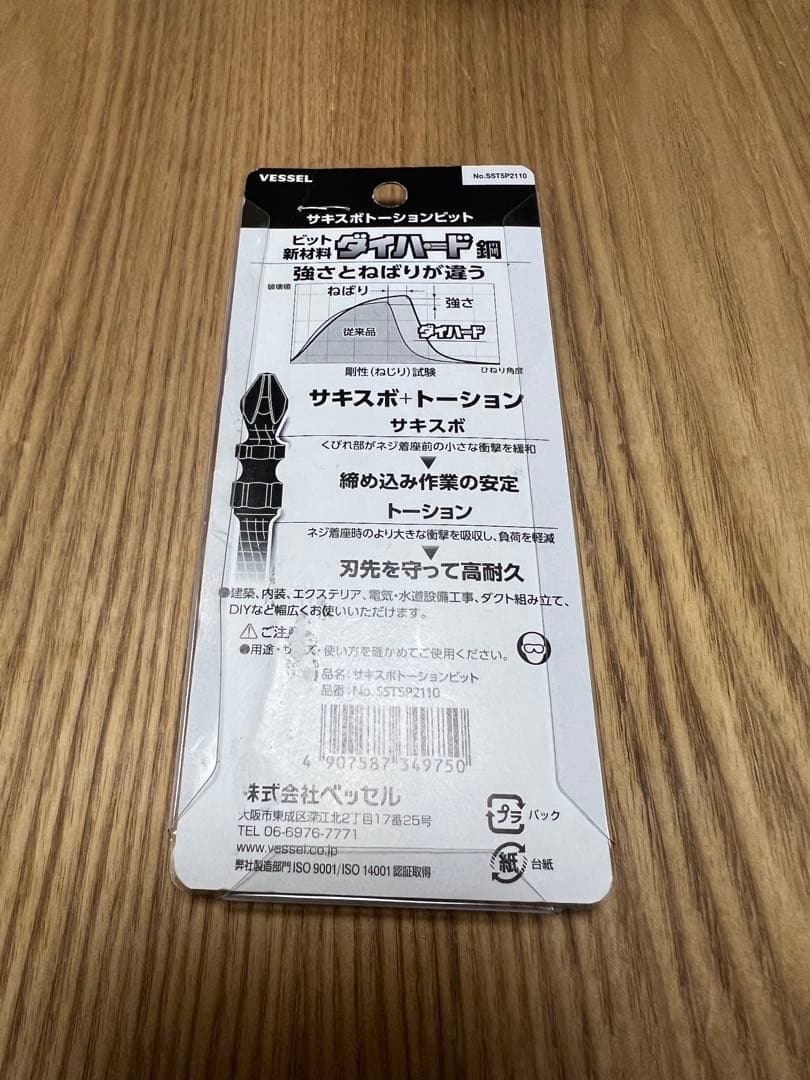 VESSEL
No.SST5P2110
サキスボトーションビット
ビット新材料 ダイハード鋼
強さとねばりが違う
破壊値
ねばり
強さ
従来品
ダイハード
剛性(ねじり)試験
ひねり角度
サキスボ+トーション
サキスボ
くびれ部がネジ着座前の小さな衝撃を緩和
締め込み作業の安定
トーション
ネジ着座時のより大きな衝撃を吸収し、負荷を軽減
刃先を守って高耐久
●建築、内装、エクステリア、電気・水道設備工事、ダクト組み立て、
DIYなど幅広くお使いいただけます。
ご注
●用途・サ ズ・使い方を確かめてご使用ください。
品名:サキスボトーションビット
品番:No.SST5P2110
4 907587 349750
株式会社ベッセル
大阪市東成区深江北2丁目17番25号
TEL 06-6976-7771
www.vessel.co.jp
弊社製造部門 ISO 9001/ISO 14001 認証取得
プラ パック
紙 台紙